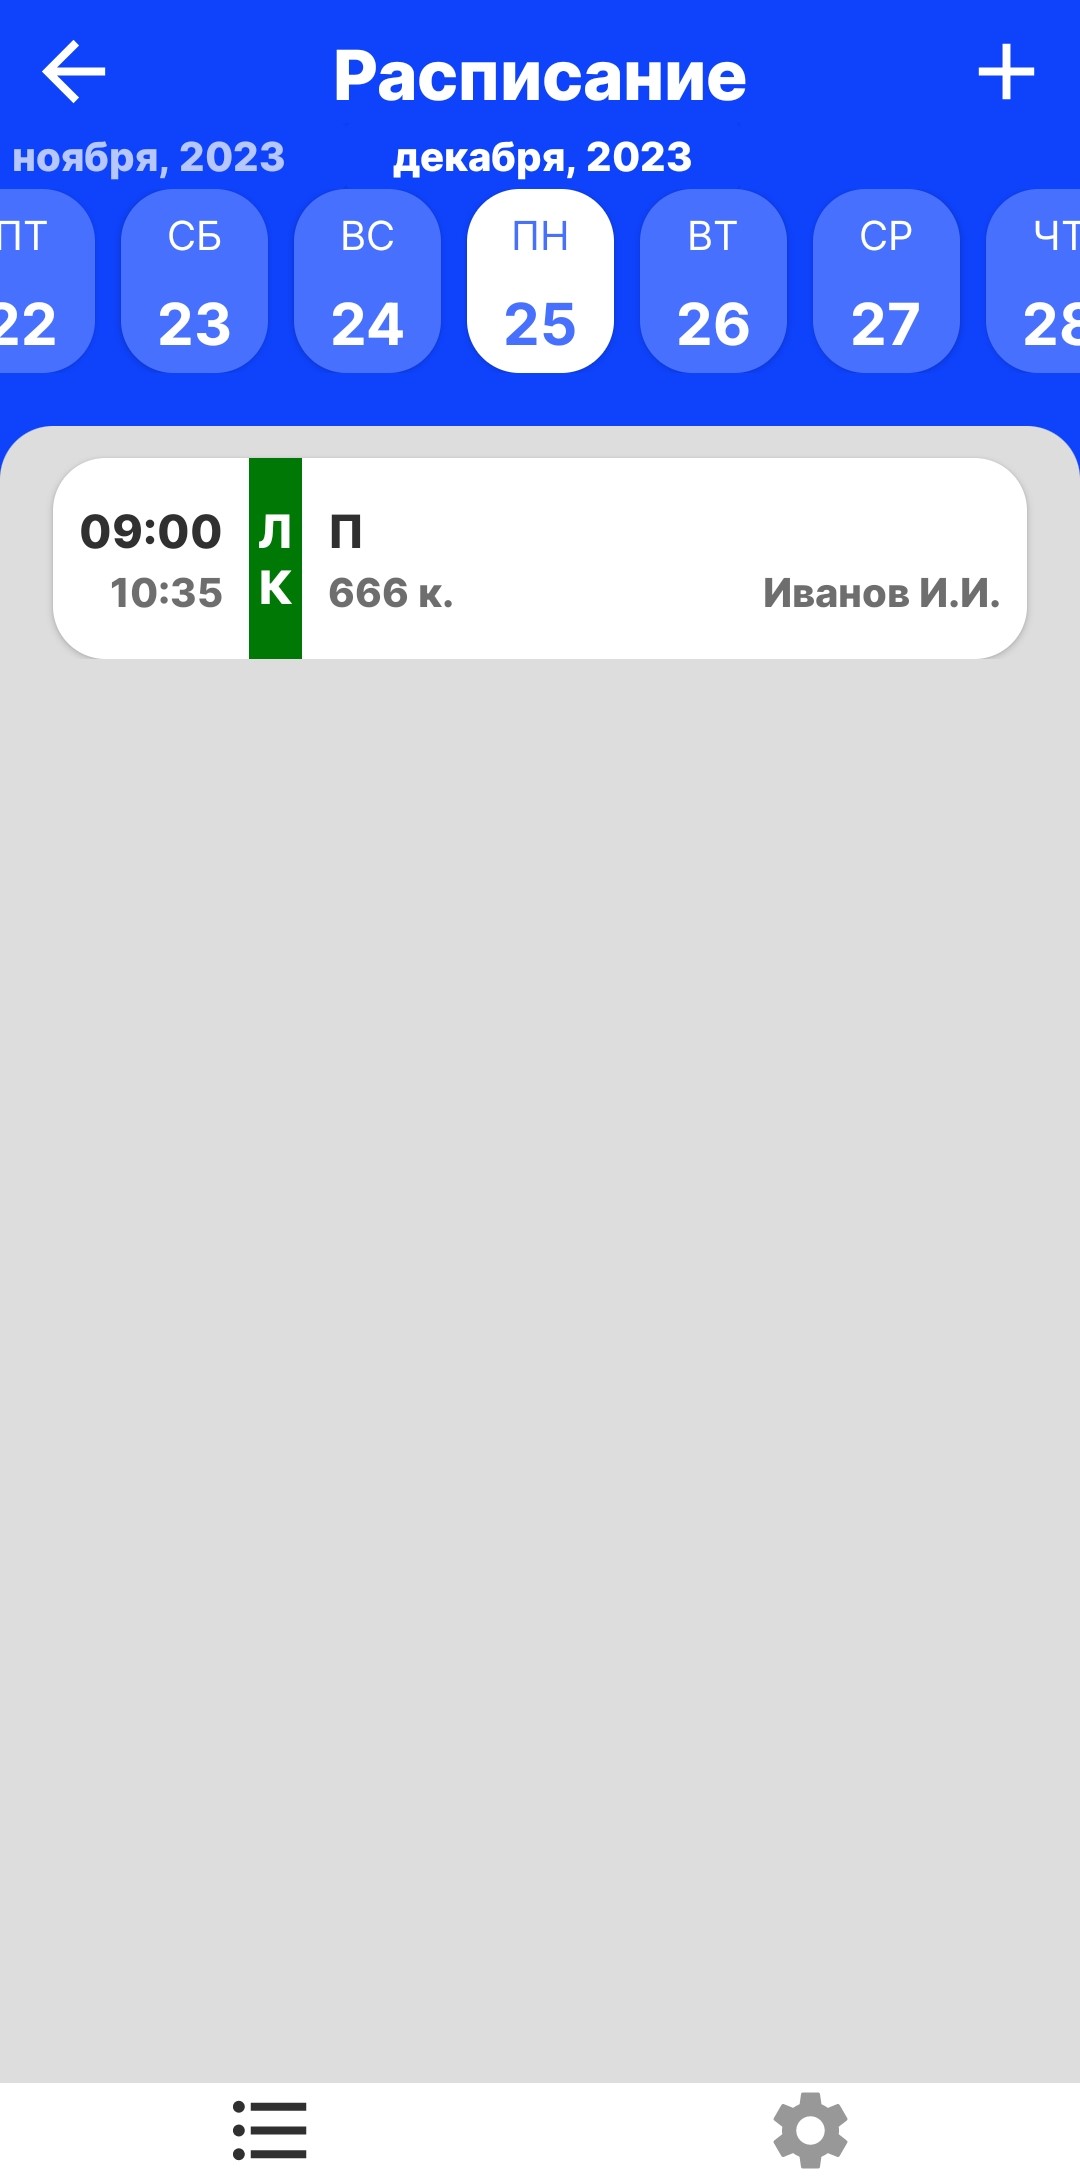 Расписание
ноября, 2023 декабря, 2023
ПТ СБ ВС ПН ВТ СР ЧТ
22 23 24 25 26 27 28
09:00 ЛК П
10:35 666 к. Иванов И.И.